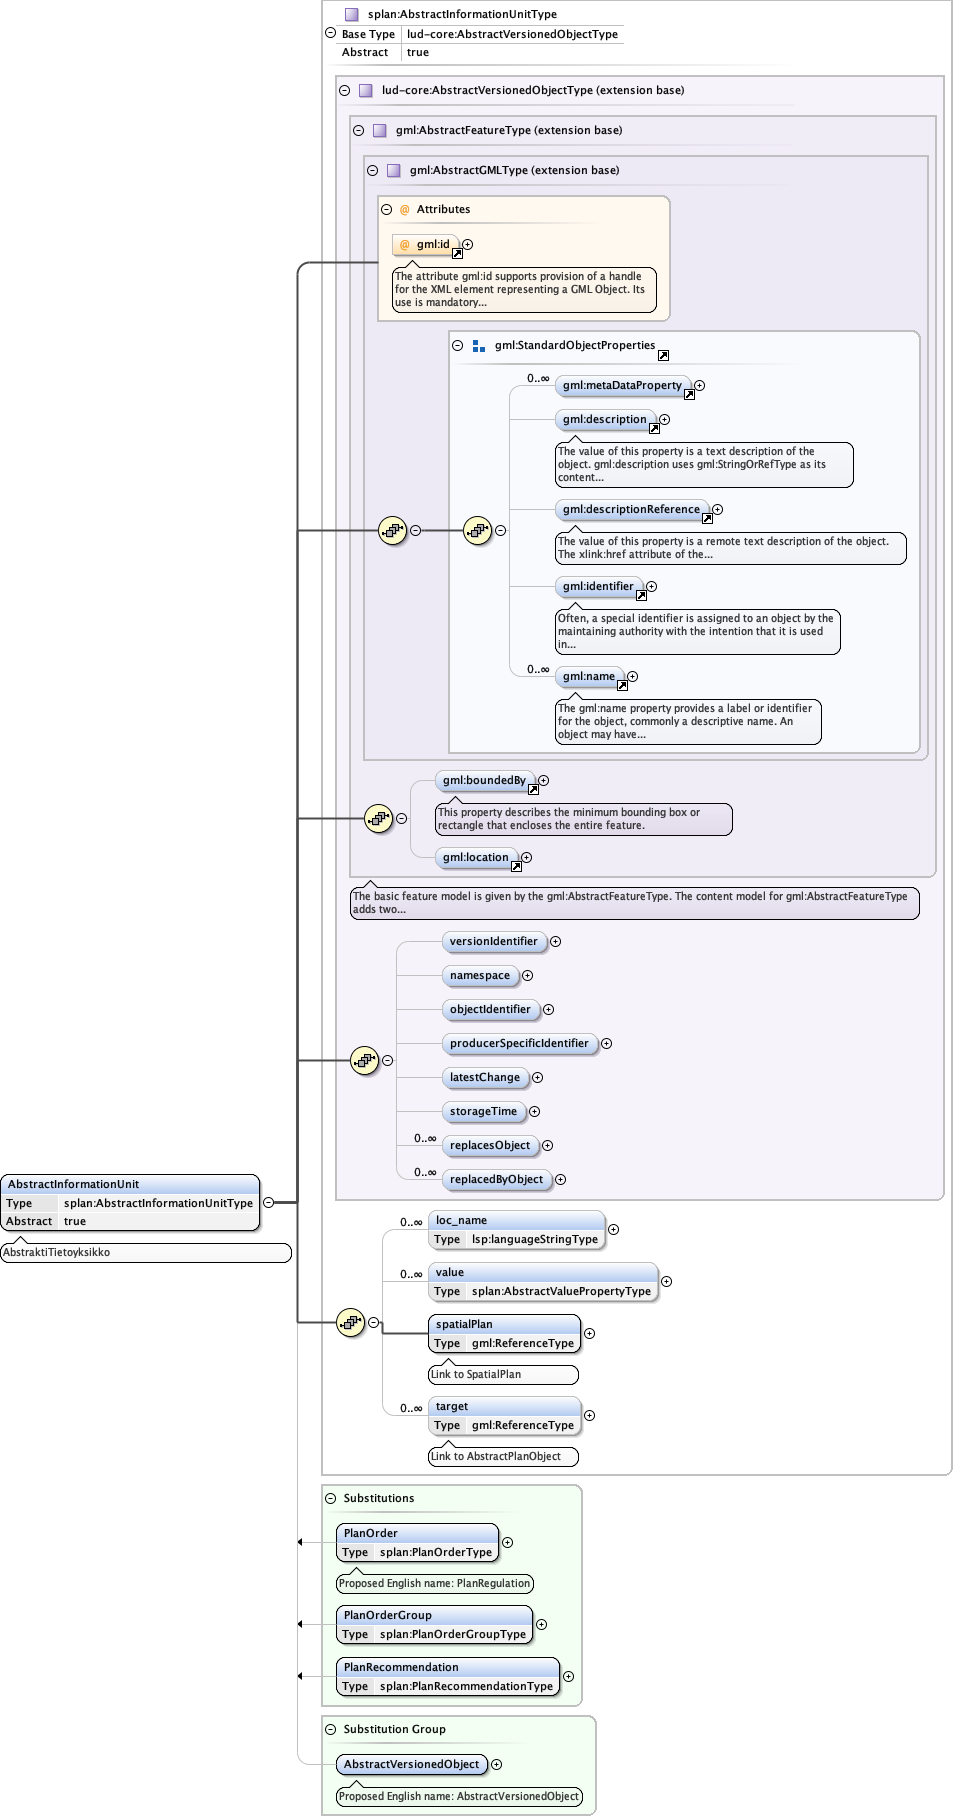 splan:AbstractInformationUnitType
Base Type lud-core:AbstractVersionedObjectType
Abstract true
lud-core:AbstractVersionedObjectType (extension base)
gml:AbstractFeatureType (extension base)
gml:AbstractGMLType (extension base)
@ Attributes
@ gml:id
The attribute gml:id supports provision of a handle
for the XML element representing a GML Object. Its
use is mandatory...
gml:StandardObjectProperties
0..∞
gml:metaDataProperty
gml:description
The value of this property is a text description of the
object. gml:description uses gml:StringOrRefType as its
content...
gml:descriptionReference
The value of this property is a remote text description of the object.
The xlink:href attribute of the...
gml:identifier
Often, a special identifier is assigned to an object by the
maintaining authority with the intention that it is used
in...
0..∞
gml:name
The gml:name property provides a label or identifier
for the object, commonly a descriptive name. An
object may have...
gml:boundedBy
This property describes the minimum bounding box or
rectangle that encloses the entire feature.
gml:location
The basic feature model is given by the gml:AbstractFeatureType. The content model for gml:AbstractFeatureType
adds two...
versionIdentifier
namespace
objectIdentifier
producerSpecificIdentifier
latestChange
storageTime
0..∞
replacesObject
0..∞
replacedByObject
AbstractInformationUnit
Type splan:AbstractInformationUnitType
Abstract true
AbstraktiTietoyksikko
0..∞
loc_name
Type lsp:languageStringType
0..∞
value
Type splan:AbstractValuePropertyType
spatialPlan
Type gml:ReferenceType
Link to SpatialPlan
0..∞
target
Type gml:ReferenceType
Link to AbstractPlanObject
Substitutions
PlanOrder
Type splan:PlanOrderType
Proposed English name: PlanRegulation
PlanOrderGroup
Type splan:PlanOrderGroupType
PlanRecommendation
Type splan:PlanRecommendationType
Substitution Group
AbstractVersionedObject
Proposed English name: AbstractVersionedObject